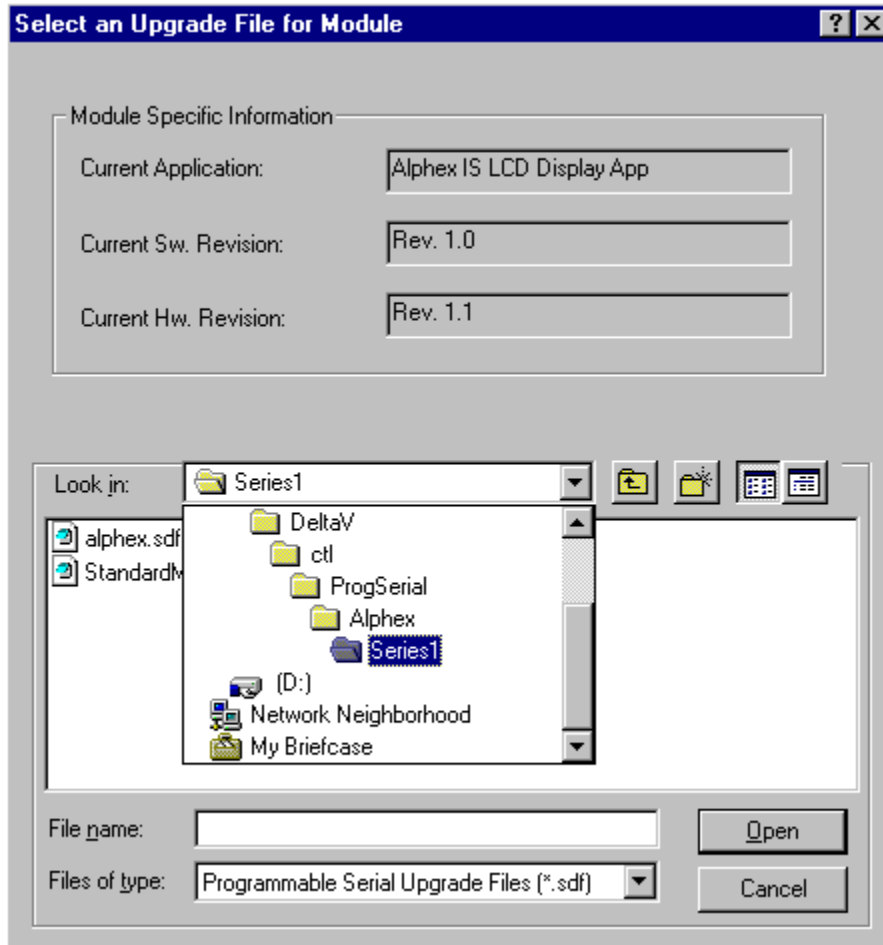 Select an Upgrade File for Module
Module Specific Information
Current Application: Alphex IS LCD Display App
Current Sw. Revision: Rev. 1.0
Current Hw. Revision: Rev. 1.1
Look in: Series1
alphex.sdf
StandardM
DeltaV
ctl
ProgSerial
Alphex
Series1
(D:)
Network Neighborhood
My Briefcase
File name:
Open
Files of type: Programmable Serial Upgrade Files (*.sdf)
Cancel